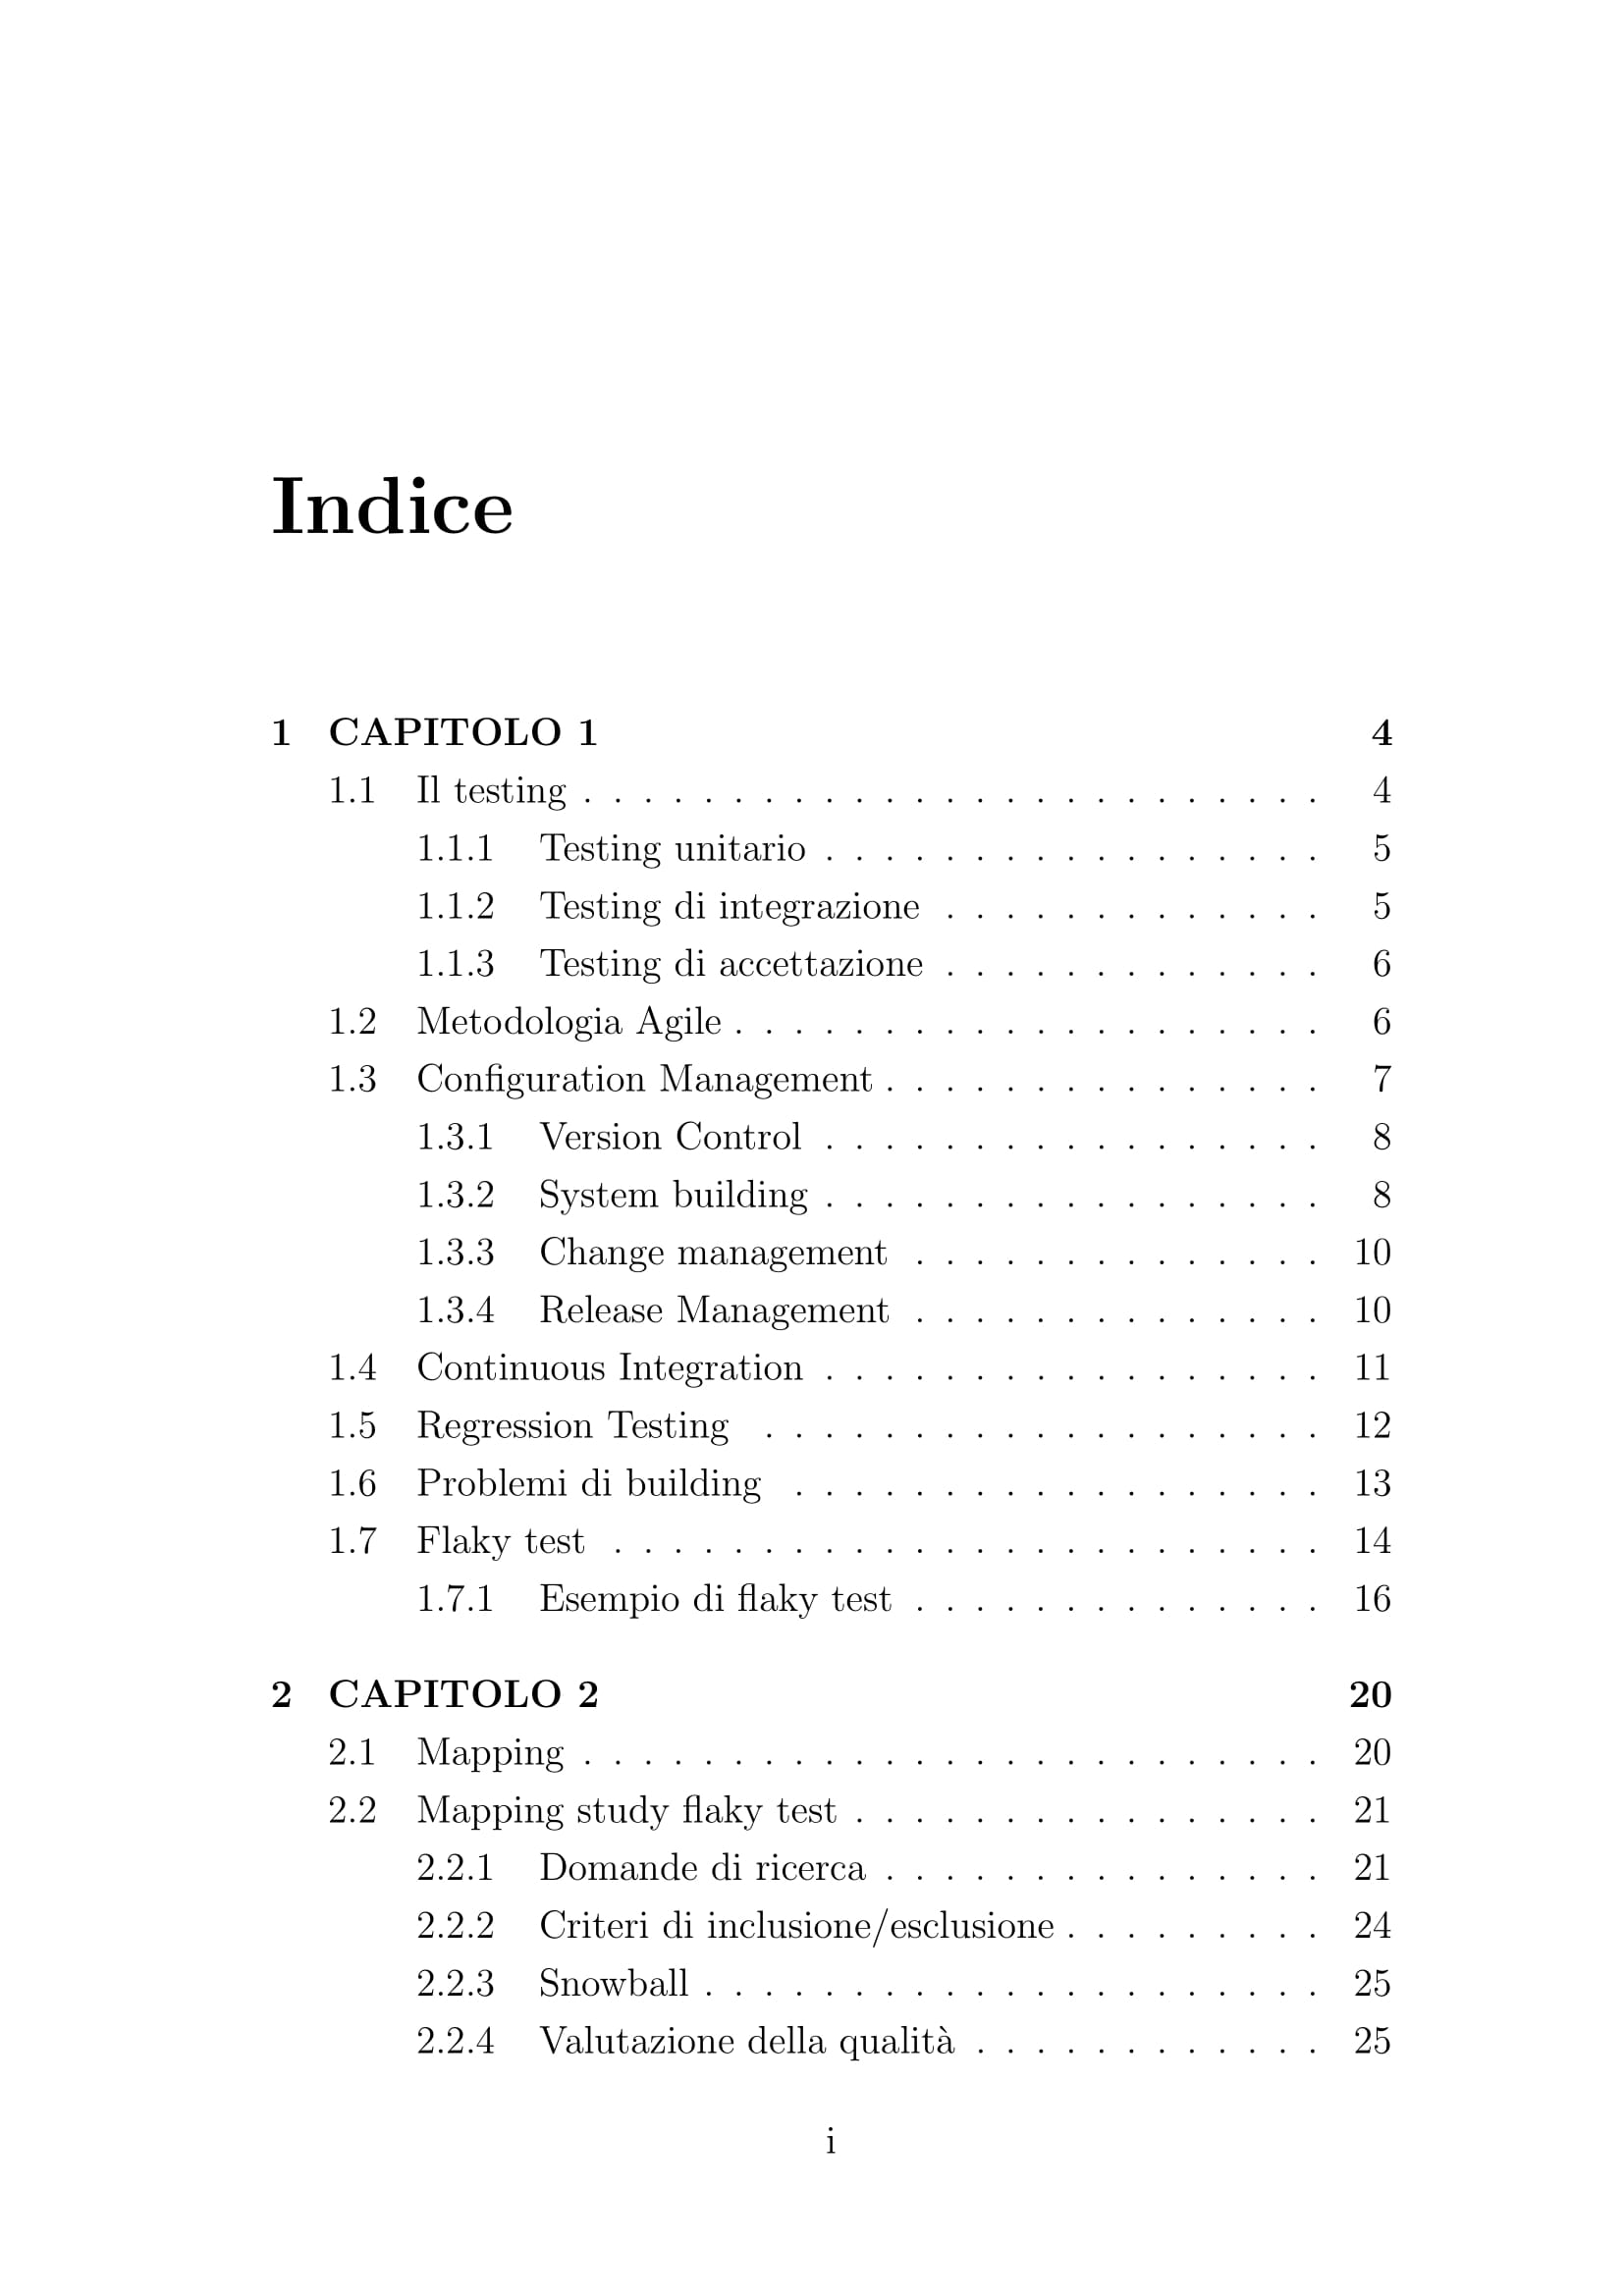 Indice
1 CAPITOLO 1 4
1.1 Il testing . . . . . . . . . . . . . . . . . . . . . . . . . 4
1.1.1 Testing unitario . . . . . . . . . . . . . . . . . 5
1.1.2 Testing di integrazione . . . . . . . . . . . . . 5
1.1.3 Testing di accettazione . . . . . . . . . . . . . 6
1.2 Metodologia Agile . . . . . . . . . . . . . . . . . . . . 6
1.3 Configuration Management . . . . . . . . . . . . . . . 7
1.3.1 Version Control . . . . . . . . . . . . . . . . . 8
1.3.2 System building . . . . . . . . . . . . . . . . . 8
1.3.3 Change management . . . . . . . . . . . . . . 10
1.3.4 Release Management . . . . . . . . . . . . . . 10
1.4 Continuous Integration . . . . . . . . . . . . . . . . . 11
1.5 Regression Testing . . . . . . . . . . . . . . . . . . . 12
1.6 Problemi di building . . . . . . . . . . . . . . . . . . 13
1.7 Flaky test . . . . . . . . . . . . . . . . . . . . . . . . 14
1.7.1 Esempio di flaky test . . . . . . . . . . . . . . 16
2 CAPITOLO 2 20
2.1 Mapping . . . . . . . . . . . . . . . . . . . . . . . . . 20
2.2 Mapping study flaky test . . . . . . . . . . . . . . . . 21
2.2.1 Domande di ricerca . . . . . . . . . . . . . . . 21
2.2.2 Criteri di inclusione/esclusione . . . . . . . . . 24
2.2.3 Snowball . . . . . . . . . . . . . . . . . . . . . 25
2.2.4 Valutazione della qualità . . . . . . . . . . . . 25
i